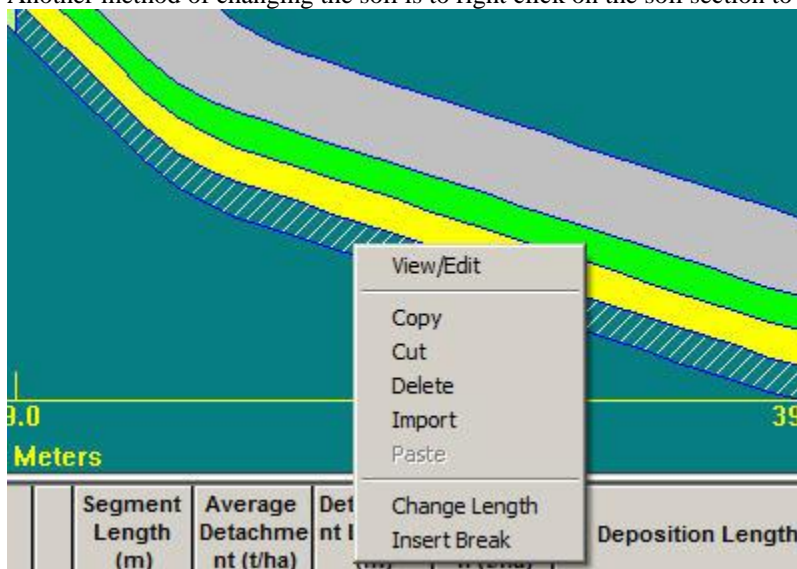 Another method of changing the soil is to right click on the soil section to
View/Edit
Copy
Cut
Delete
Import
Paste
Change Length
Insert Break
9.0
39
Meters
Segment Length (m)
Average Detachme nt (t/ha)
Det
nt
Deposition Length